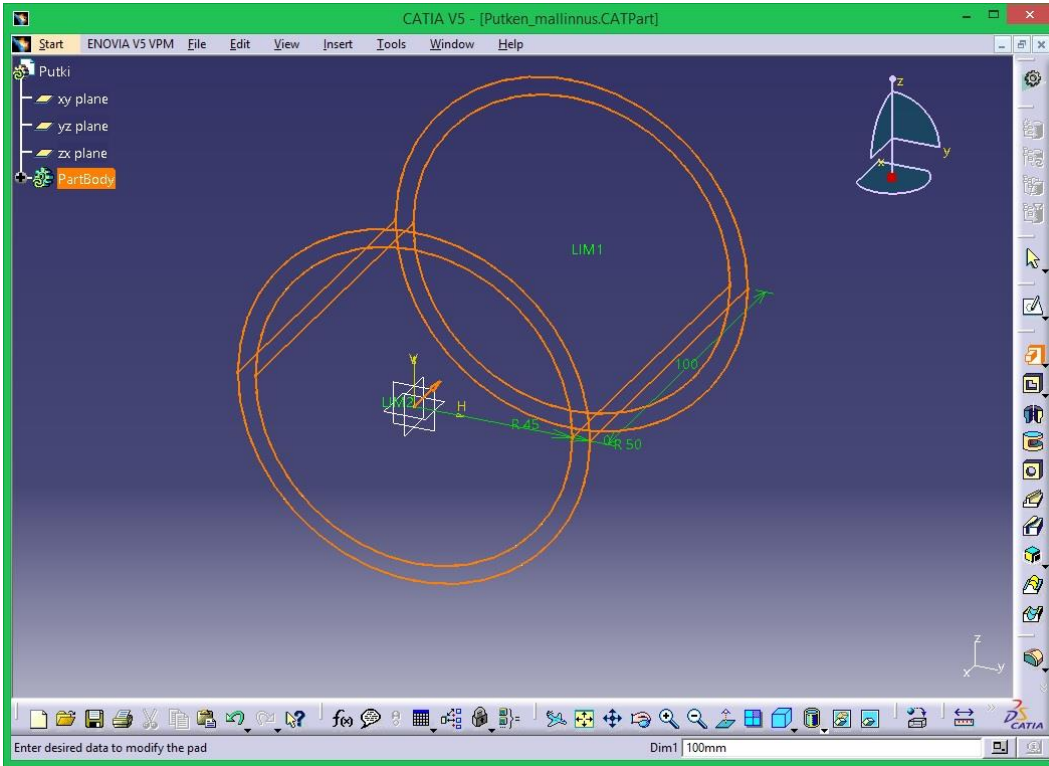 CATIA V5 - [Putken_mallinnus.CATPart]
Start ENOVIA V5 VPM File Edit View Insert Tools Window Help
Putki
xy plane
yz plane
zx plane
PartBody
z
y
x
LIM1
100
V
LIM2
H
R 45
R 50
z
y
x
f(x)
CATIA
Enter desired data to modify the pad
Dim1 100mm